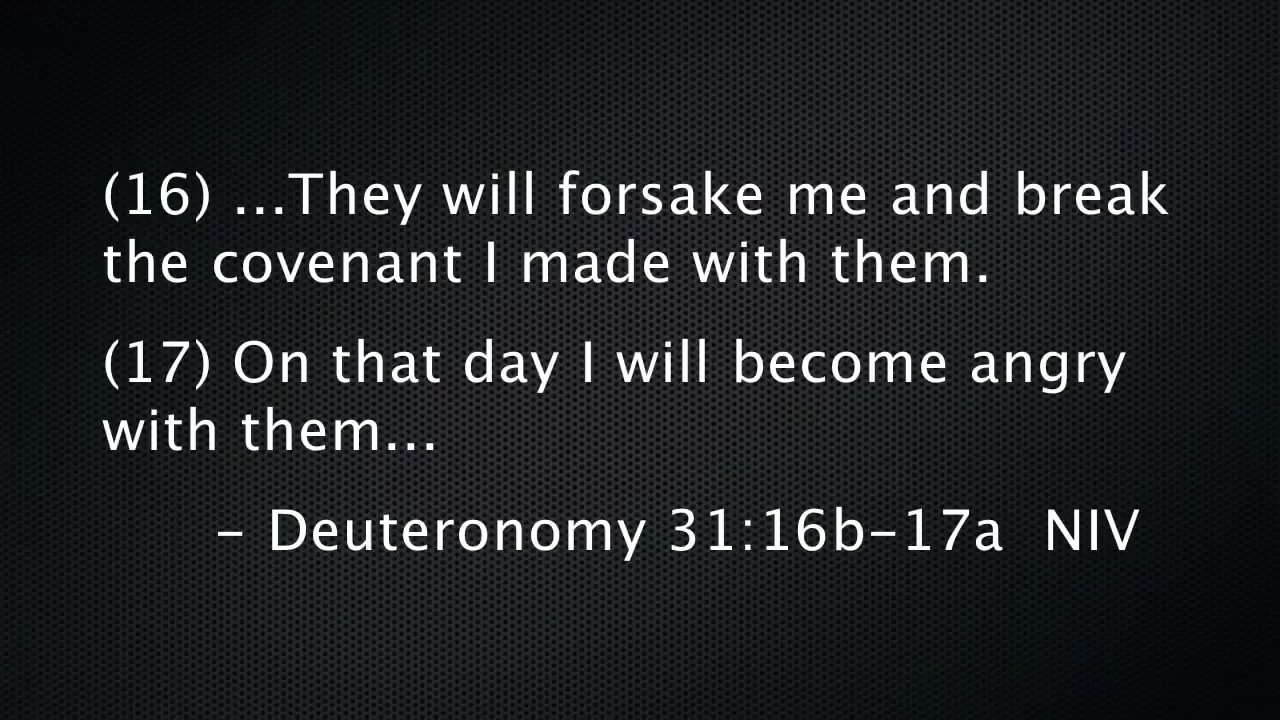 (16) ...They will forsake me and break
the covenant I made with them.
(17) On that day I will become angry
with them...
– Deuteronomy 31:16b–17a  NIV